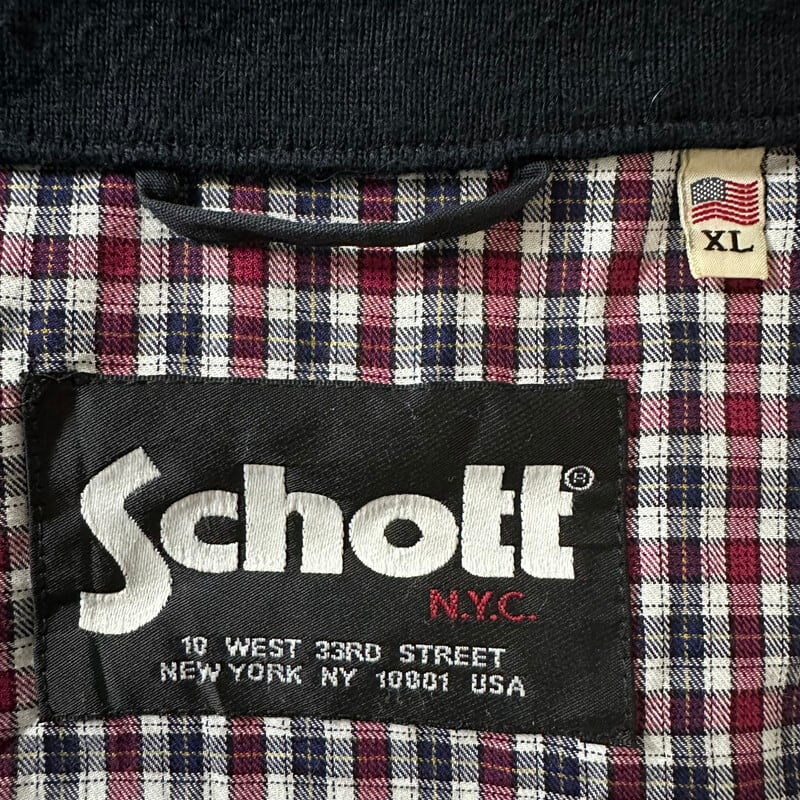 XL
Schott®
N.Y.C.
10 WEST 33RD STREET
NEW YORK NY 10001 USA